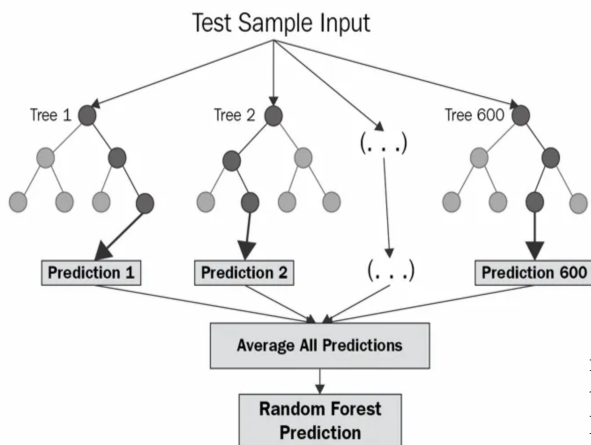 Test Sample Input
Tree 1
Tree 2
Tree 600
(. . .)
Prediction 1
Prediction 2
(. . .)
Prediction 600
Average All Predictions
Random Forest
Prediction